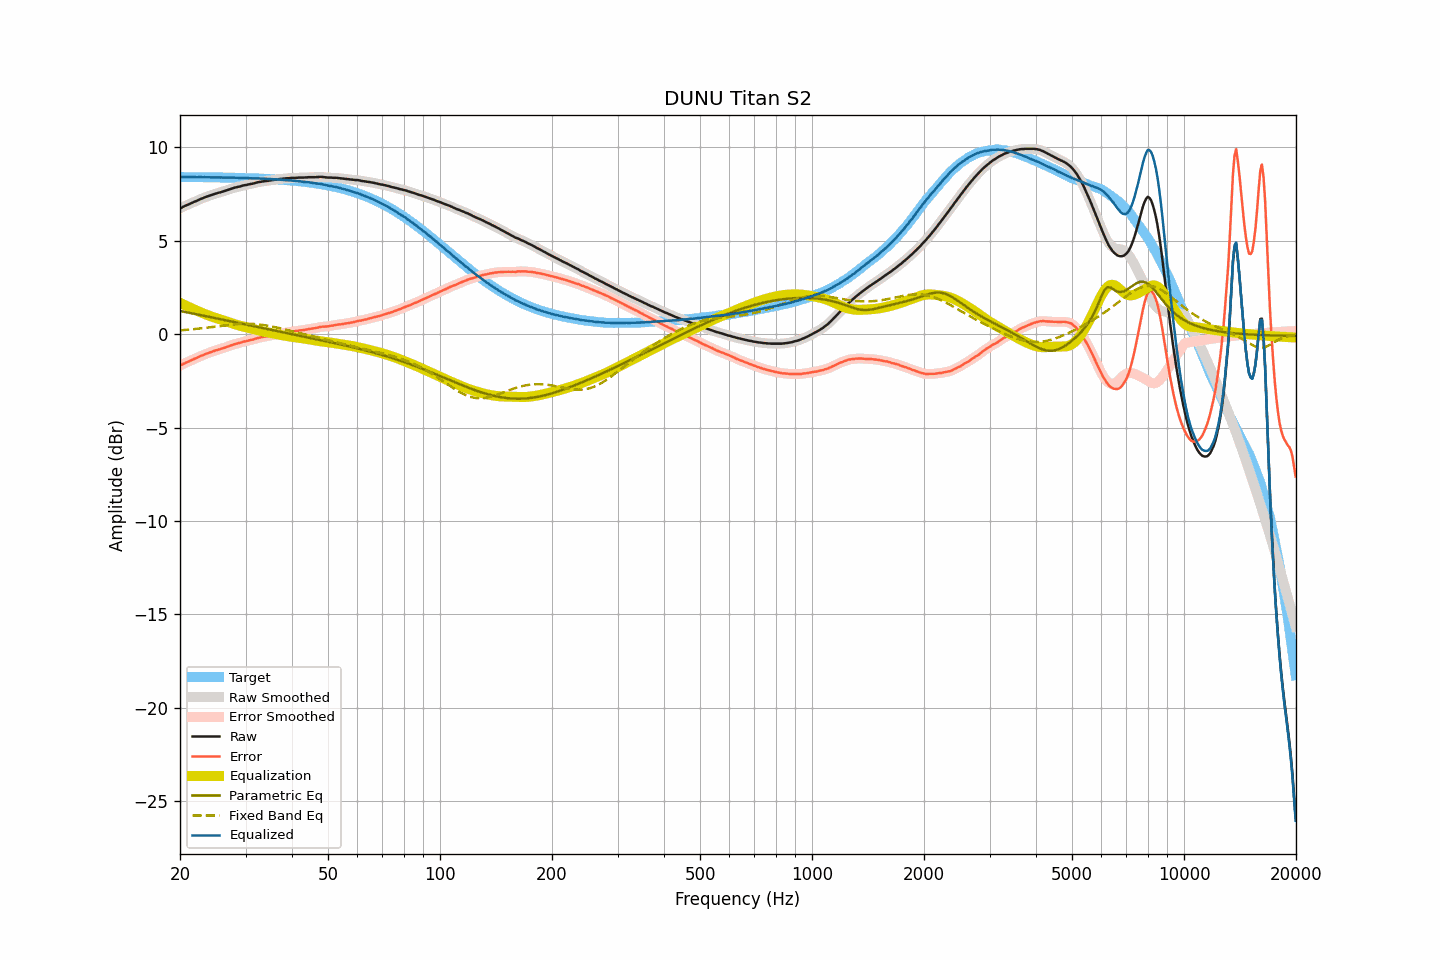 DUNU Titan S2
10
5
0
−5
−10
−15
−20
−25
Amplitude (dBr)
Target
Raw Smoothed
Error Smoothed
Raw
Error
Equalization
Parametric Eq
Fixed Band Eq
Equalized
20 50 100 200 500 1000 2000 5000 10000 20000
Frequency (Hz)